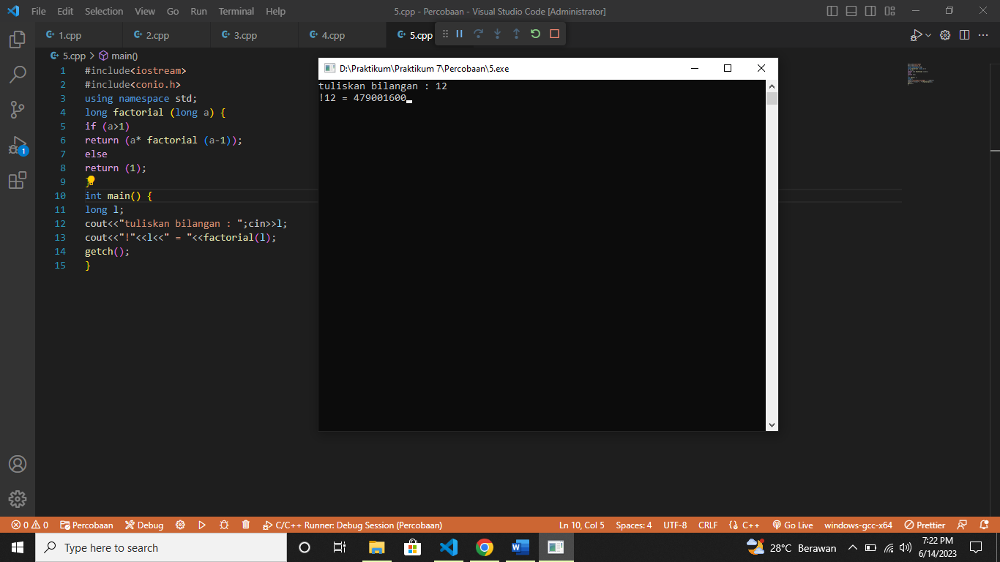 File Edit Selection View Go Run Terminal Help 5.cpp - Percobaan - Visual Studio Code [Administrator]
1.cpp 2.cpp 3.cpp 4.cpp 5.cpp
5.cpp > main()
1 #include<iostream>
2 #include<conio.h>
3 using namespace std;
4 long factorial (long a) {
5 if (a>1)
6 return (a* factorial (a-1));
7 else
8 return (1);
9 }
10 int main() {
11 long l;
12 cout<<"tuliskan bilangan : ";cin>>l;
13 cout<<"!"<<l<<" = "<<factorial(l);
14 getch();
15 }
D:\Praktikum\Praktikum 7\Percobaan\5.exe
tuliskan bilangan : 12
!12 = 479001600
1
0 0 Percobaan Debug C/C++ Runner: Debug Session (Percobaan) Ln 10, Col 5 Spaces: 4 UTF-8 CRLF C++ Go Live windows-gcc-x64 Prettier
Type here to search 28°C Berawan 7:22 PM
6/14/2023